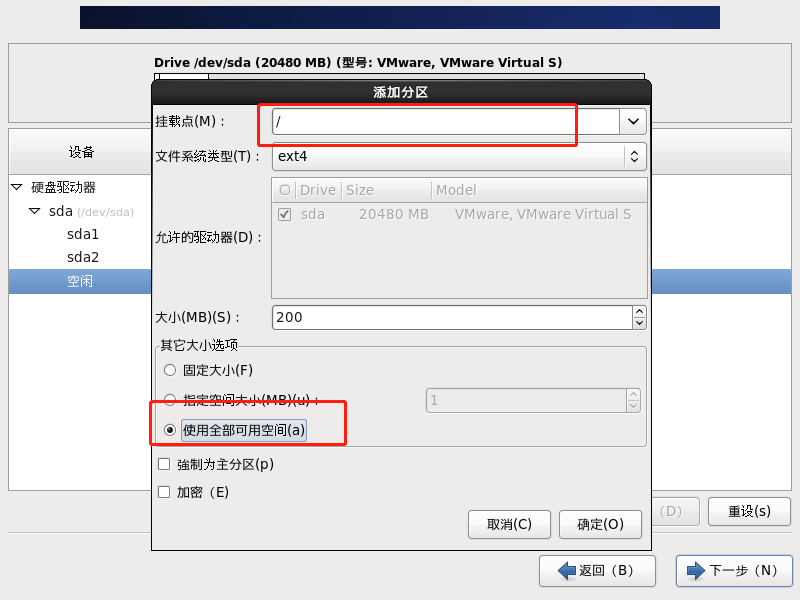 Drive /dev/sda (20480 MB) (型号: VMware, VMware Virtual S)
添加分区
挂载点(M)：
/
文件系统类型(T)：
ext4
设备
硬盘驱动器
sda (/dev/sda)
sda1
sda2
空闲
允许的驱动器(D)：
Drive Size Model
sda 20480 MB VMware, VMware Virtual S
大小(MB)(S)：
200
其它大小选项
固定大小(F)
指定空间大小(MB)(u)：
1
使用全部可用空间(a)
強制为主分区(p)
加密（E)
取消(C)
确定(O)
(D)
重设(s)
返回（B）
下一步（N）